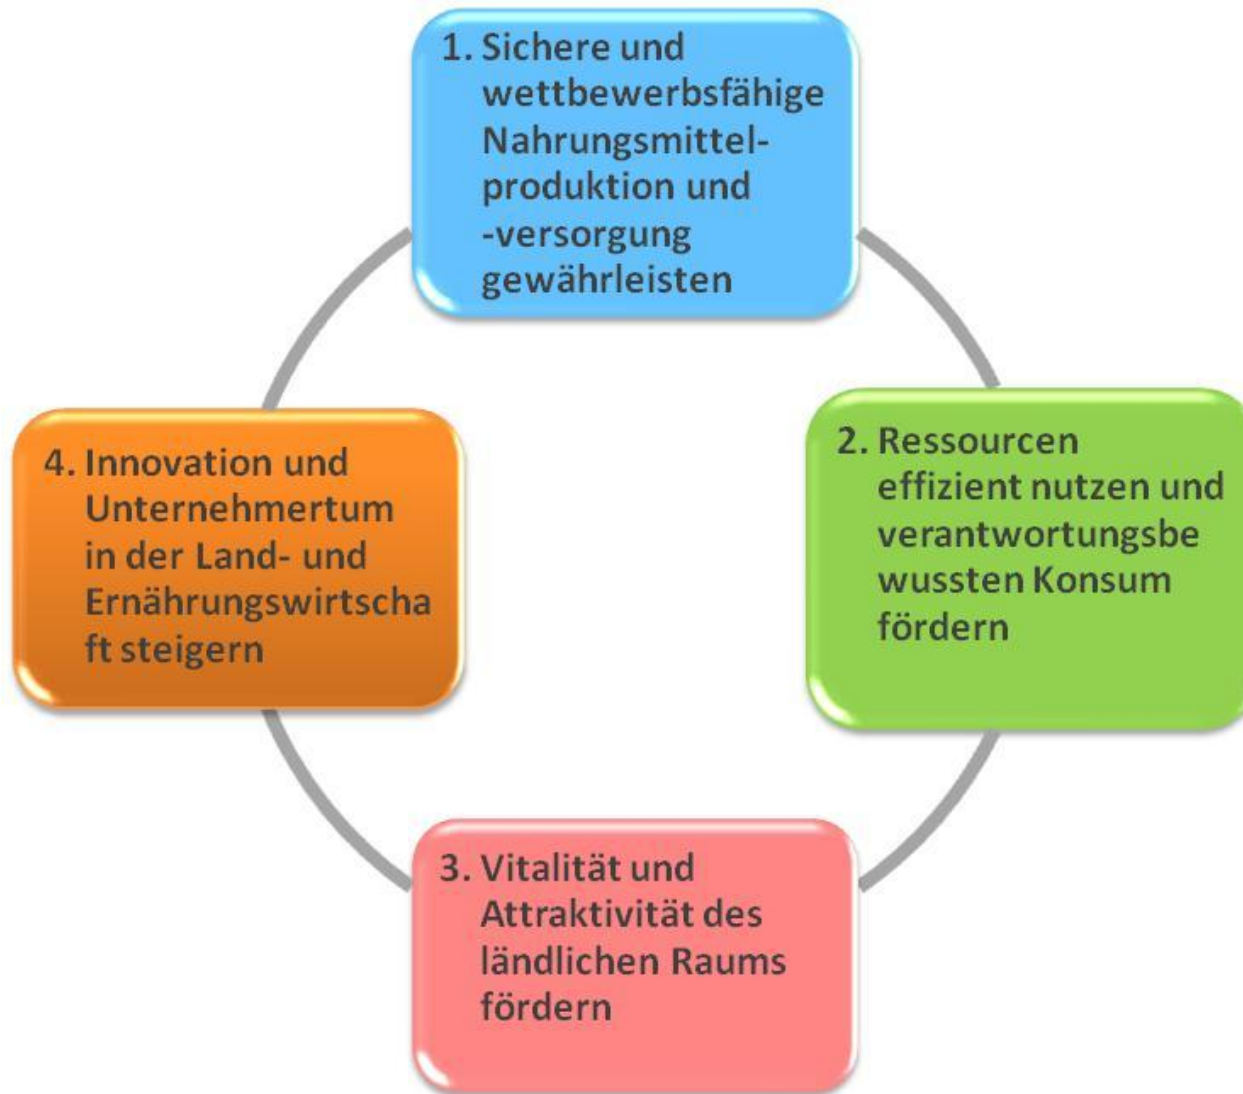 1. Sichere und
wettbewerbsfähige
Nahrungsmittel-
produktion und
-versorgung
gewährleisten
2. Ressourcen
effizient nutzen und
verantwortungsbe
wussten Konsum
fördern
3. Vitalität und
Attraktivität des
ländlichen Raums
fördern
4. Innovation und
Unternehmertum
in der Land- und
Ernährungswirtscha
ft steigern